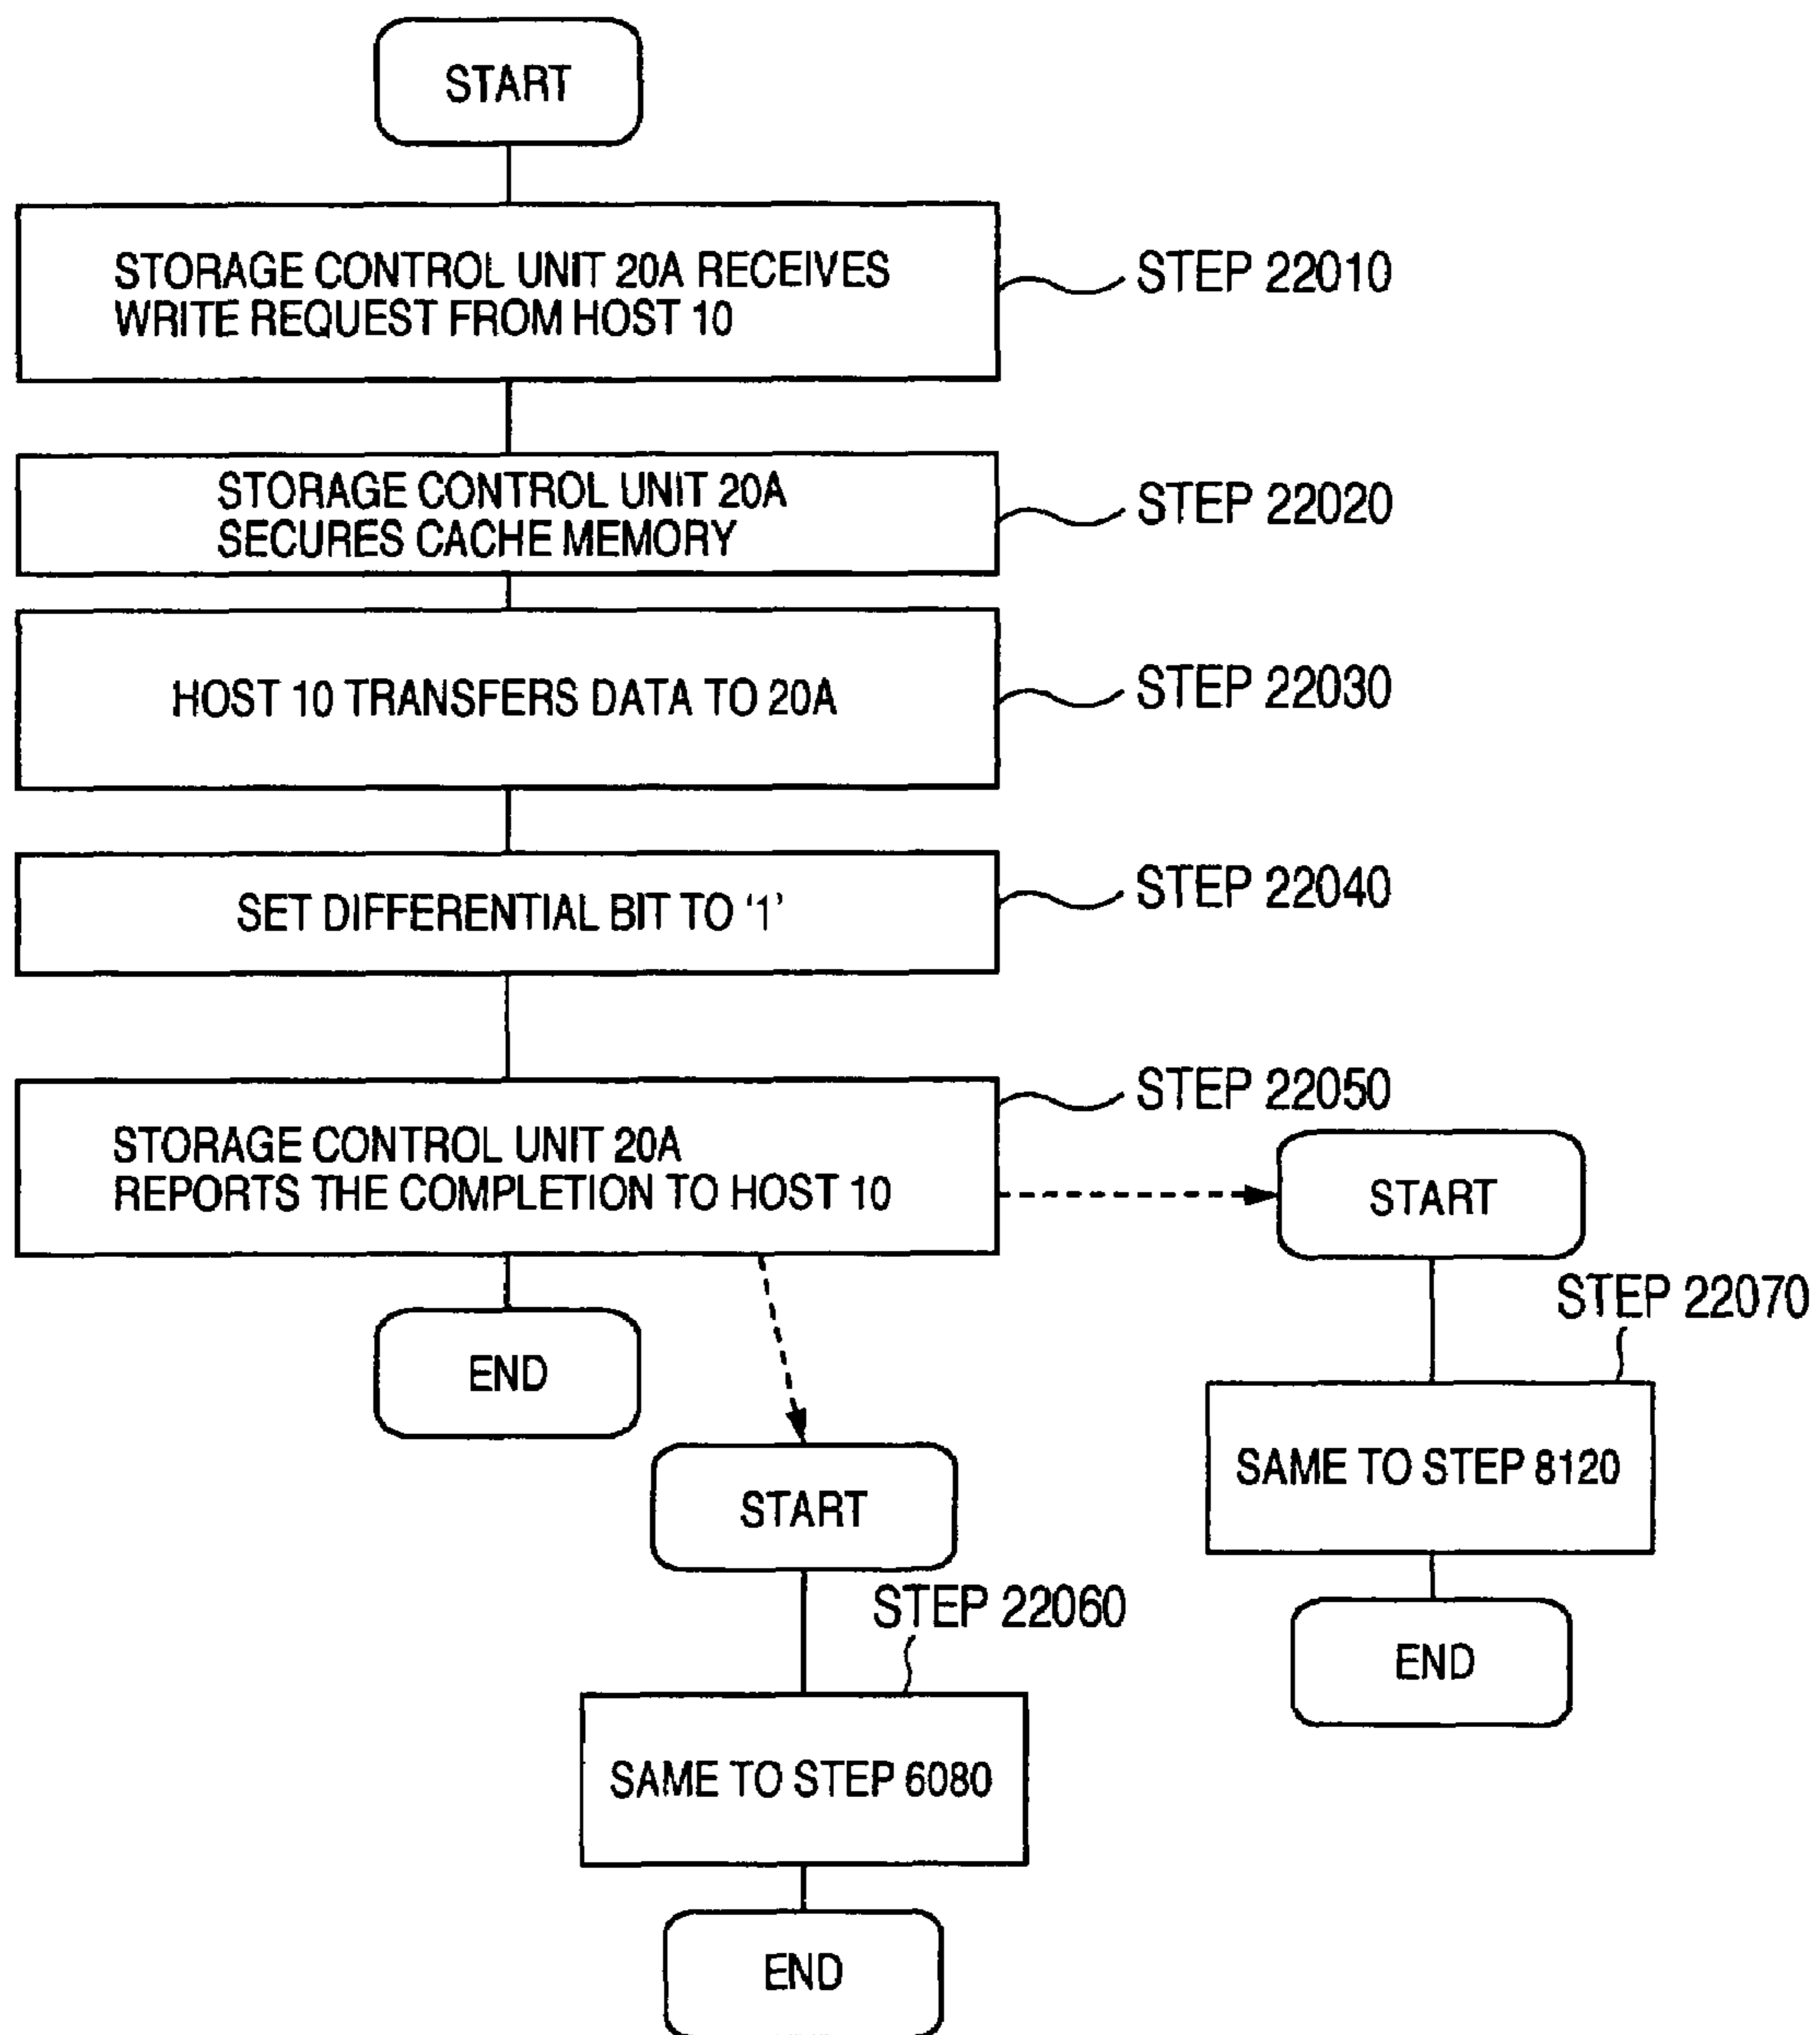 START
STORAGE CONTROL UNIT 20A RECEIVES
WRITE REQUEST FROM HOST 10
STEP 22010
STORAGE CONTROL UNIT 20A
SECURES CACHE MEMORY
STEP 22020
HOST 10 TRANSFERS DATA TO 20A
STEP 22030
SET DIFFERENTIAL BIT TO ‘1’
STEP 22040
STORAGE CONTROL UNIT 20A
REPORTS THE COMPLETION TO HOST 10
STEP 22050
END
START
STEP 22070
SAME TO STEP 8120
END
START
STEP 22060
SAME TO STEP 6080
END